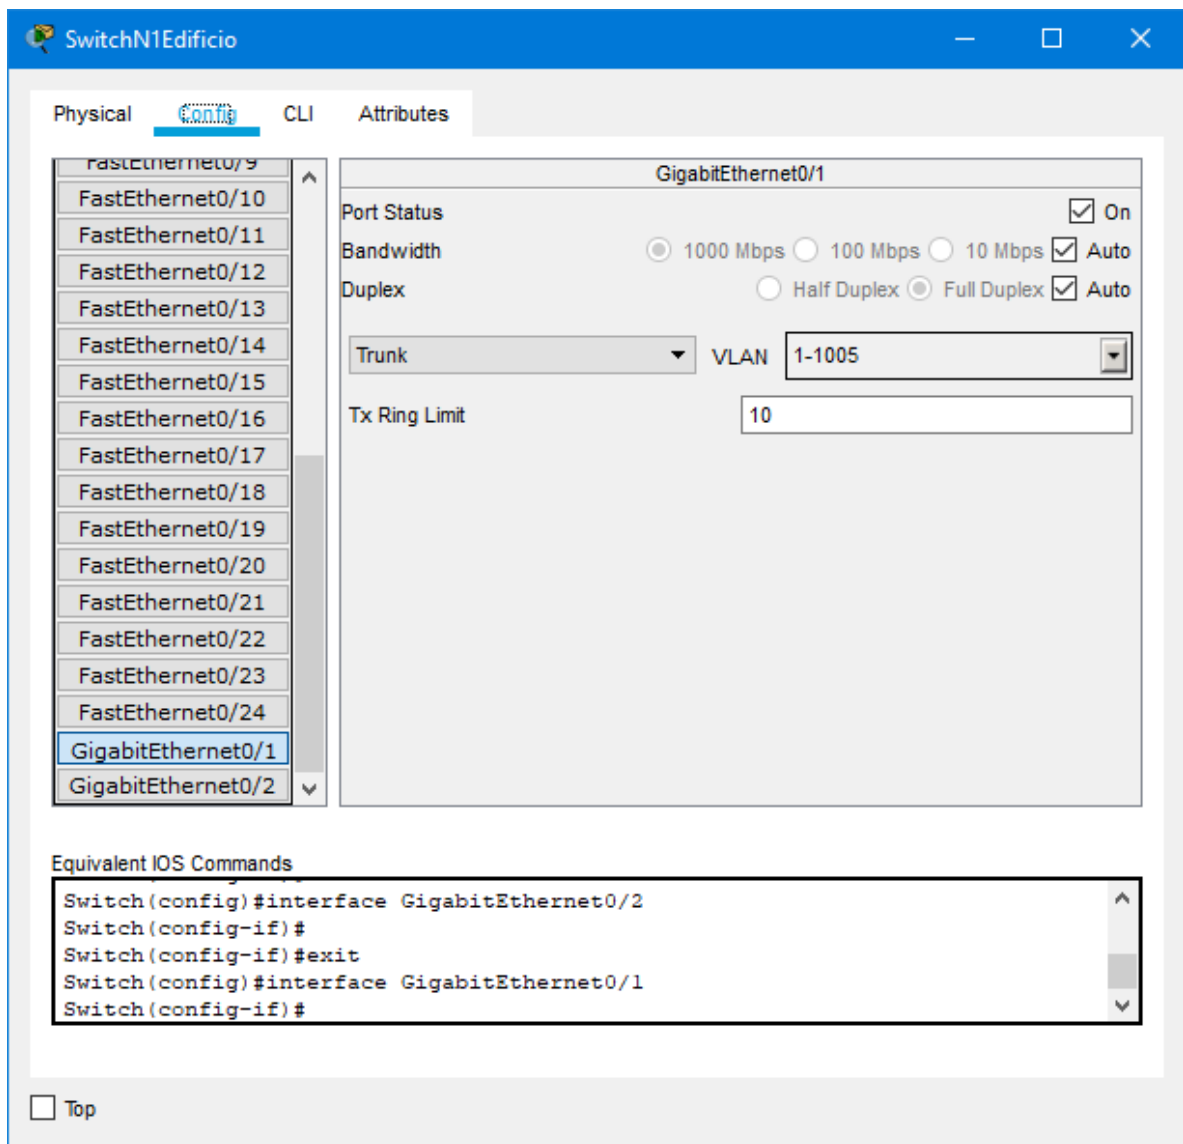 SwitchN1Edificio
Physical Config CLI Attributes
FastEthernet0/9
FastEthernet0/10
FastEthernet0/11
FastEthernet0/12
FastEthernet0/13
FastEthernet0/14
FastEthernet0/15
FastEthernet0/16
FastEthernet0/17
FastEthernet0/18
FastEthernet0/19
FastEthernet0/20
FastEthernet0/21
FastEthernet0/22
FastEthernet0/23
FastEthernet0/24
GigabitEthernet0/1
GigabitEthernet0/2
GigabitEthernet0/1
Port Status On
Bandwidth 1000 Mbps 100 Mbps 10 Mbps Auto
Duplex Half Duplex Full Duplex Auto
Trunk VLAN 1-1005
Tx Ring Limit 10
Equivalent IOS Commands
Switch(config)#interface GigabitEthernet0/2
Switch(config-if)#
Switch(config-if)#exit
Switch(config)#interface GigabitEthernet0/1
Switch(config-if)#
Top